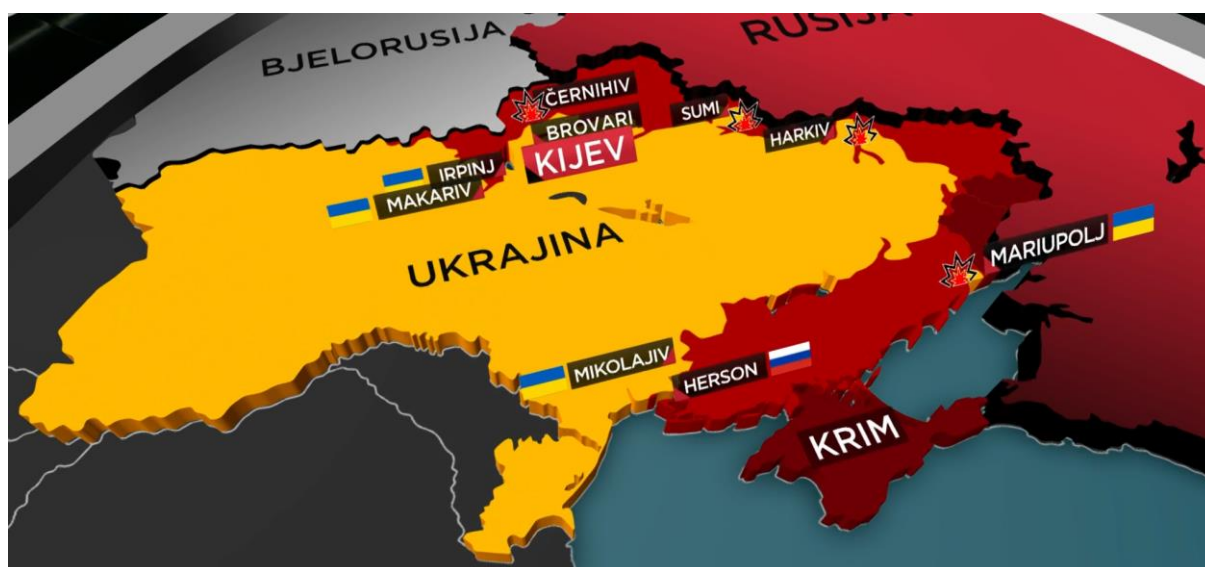 BJELORUSIJA
RUSIJA
ČERNIHIV
BROVARI
SUMI
HARKIV
KIJEV
IRPINJ
MAKARIV
UKRAJINA
MARIUPOLJ
MIKOLAJIV
HERSON
KRIM